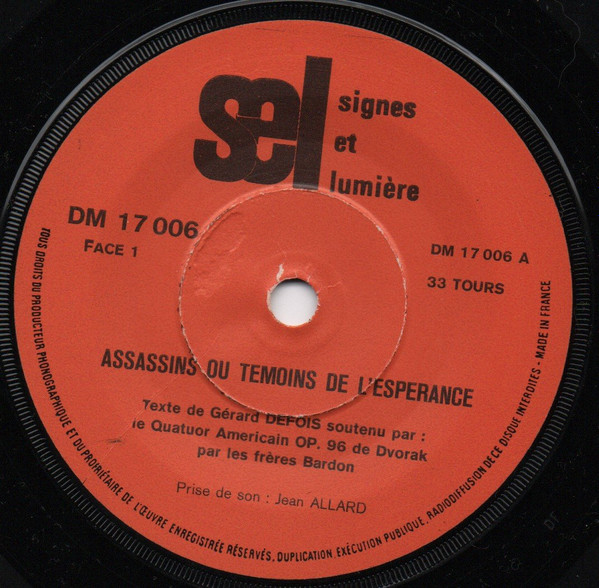 sel
signes
et
lumière
DM 17 006
FACE 1
DM 17 006 A
33 TOURS
ASSASSINS OU TEMOINS DE L'ESPERANCE
Texte de Gérard DEFOIS soutenu par :
le Quatuor Americain OP. 96 de Dvorak
par les frères Bardon
Prise de son : Jean ALLARD
TOUS DROITS DU PRODUCTEUR PHONOGRAPHIQUE ET DU PROPRIÉTAIRE DE L'ŒUVRE ENREGISTRÉE RÉSERVÉS, DUPLICATION EXÉCUTION PUBLIQUE, RADIODIFFUSION DE CE DISQUE INTERDITES - MADE IN FRANCE